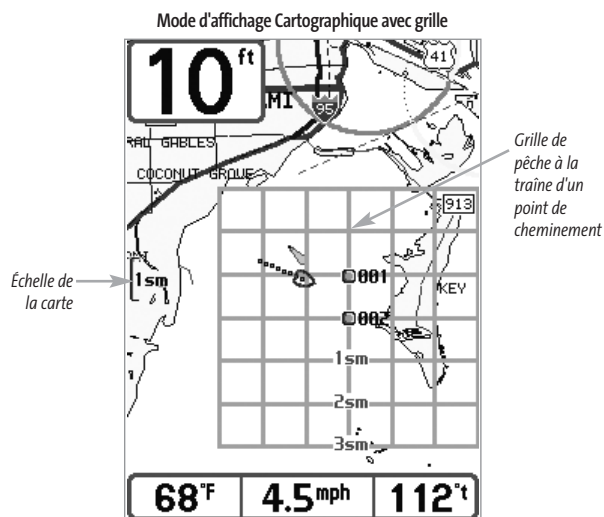 Mode d'affichage Cartographique avec grille
10 ft
41
MI
95
RAL GABLES
COCONUT GROVE
Grille de
pêche à la
traîne d'un
point de
cheminement
913
Échelle de
la carte
1sm
001
KEY
002
1sm
2sm
3sm
68°F
4.5mph
112°t